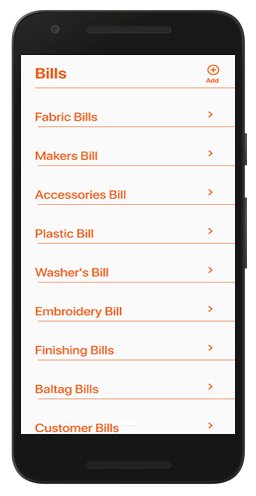 Bills
Add
Fabric Bills
Makers Bill
Accessories Bill
Plastic Bill
Washer's Bill
Embroidery Bill
Finishing Bills
Baltag Bills
Customer Bills